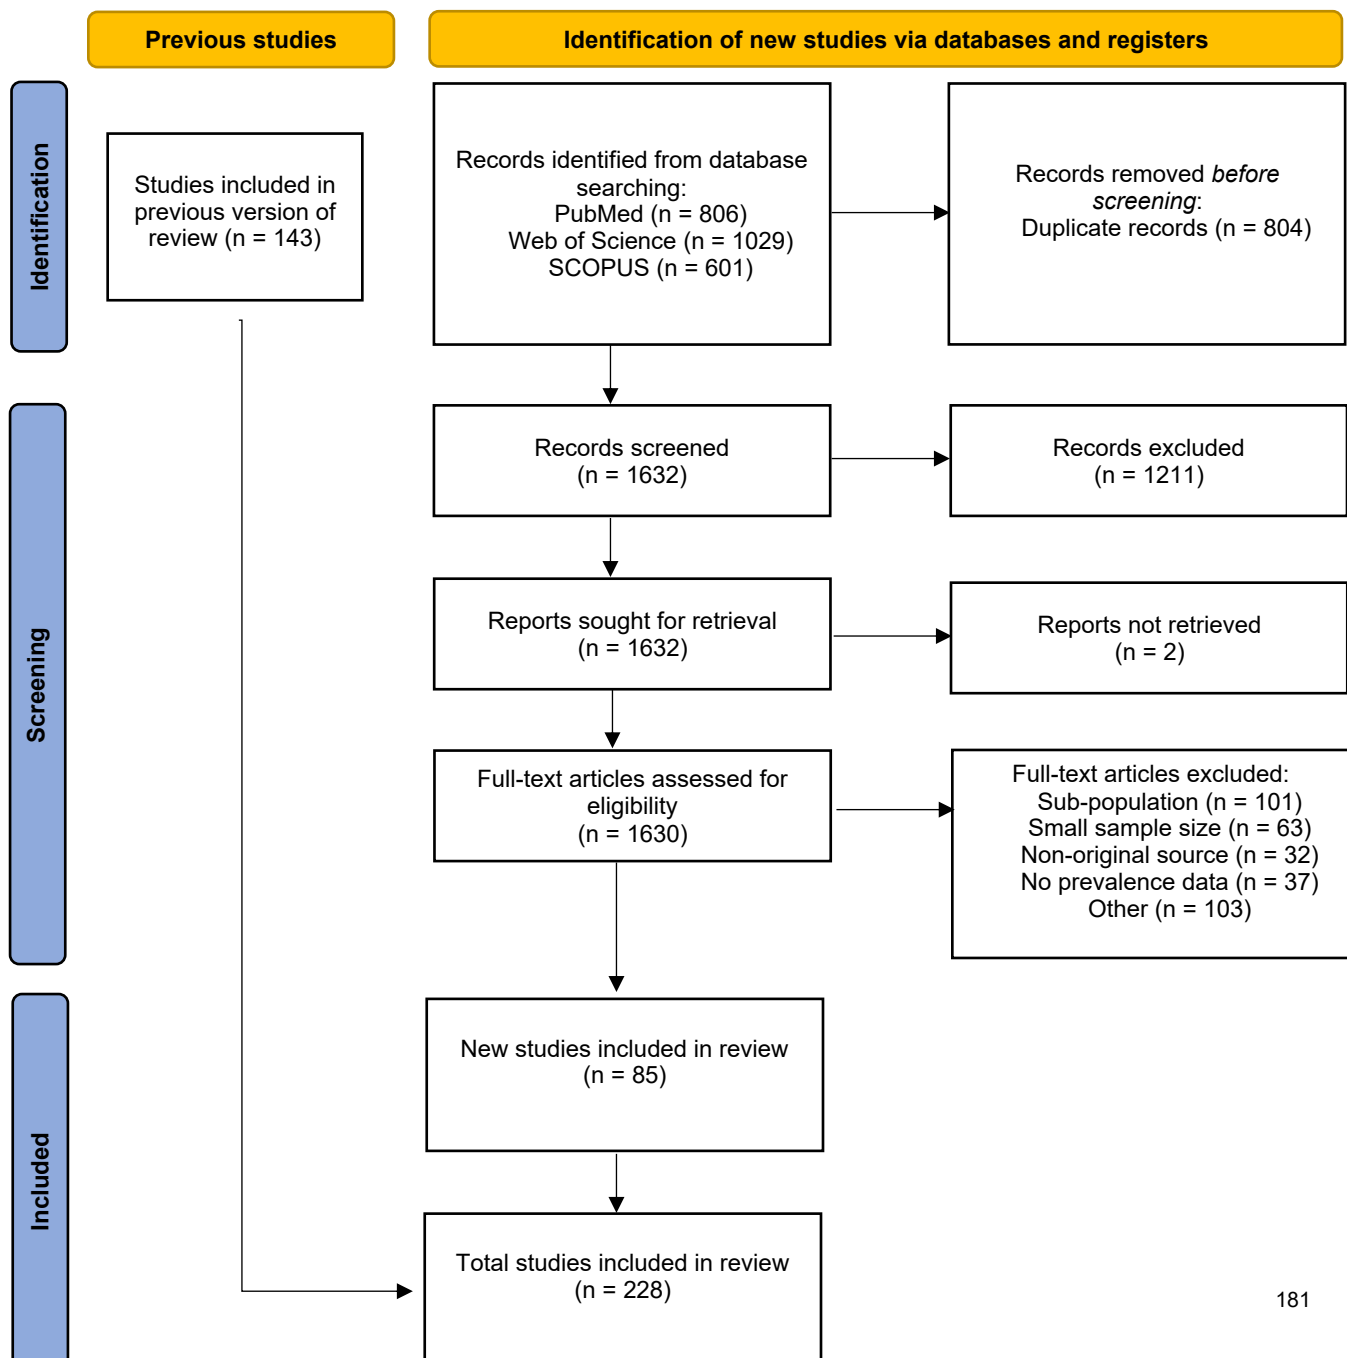 Previous studies
Identification of new studies via databases and registers
Identification
Studies included in
previous version of
review (n = 143)
Records identified from database
searching:
PubMed (n = 806)
Web of Science (n = 1029)
SCOPUS (n = 601)
Records removed before
screening:
Duplicate records (n = 804)
Screening
Records screened
(n = 1632)
Records excluded
(n = 1211)
Reports sought for retrieval
(n = 1632)
Reports not retrieved
(n = 2)
Full-text articles assessed for
eligibility
(n = 1630)
Full-text articles excluded:
Sub-population (n = 101)
Small sample size (n = 63)
Non-original source (n = 32)
No prevalence data (n = 37)
Other (n = 103)
Included
New studies included in review
(n = 85)
Total studies included in review
(n = 228)
181